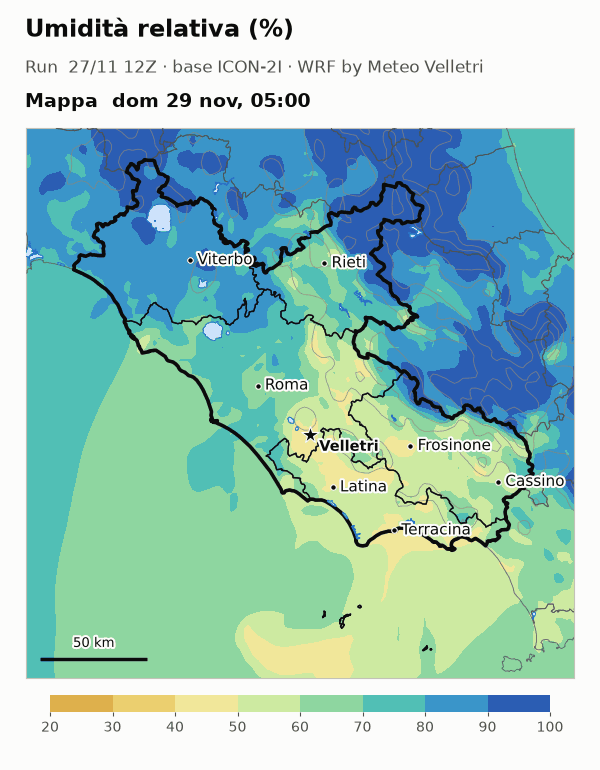 Umidità relativa (%)
Run  27/11 12Z · base ICON-2I · WRF by Meteo Velletri
Mappa  dom 29 nov, 05:00
Viterbo
Rieti
Roma
Velletri
Frosinone
Cassino
Latina
Terracina
50 km
20 30 40 50 60 70 80 90 100